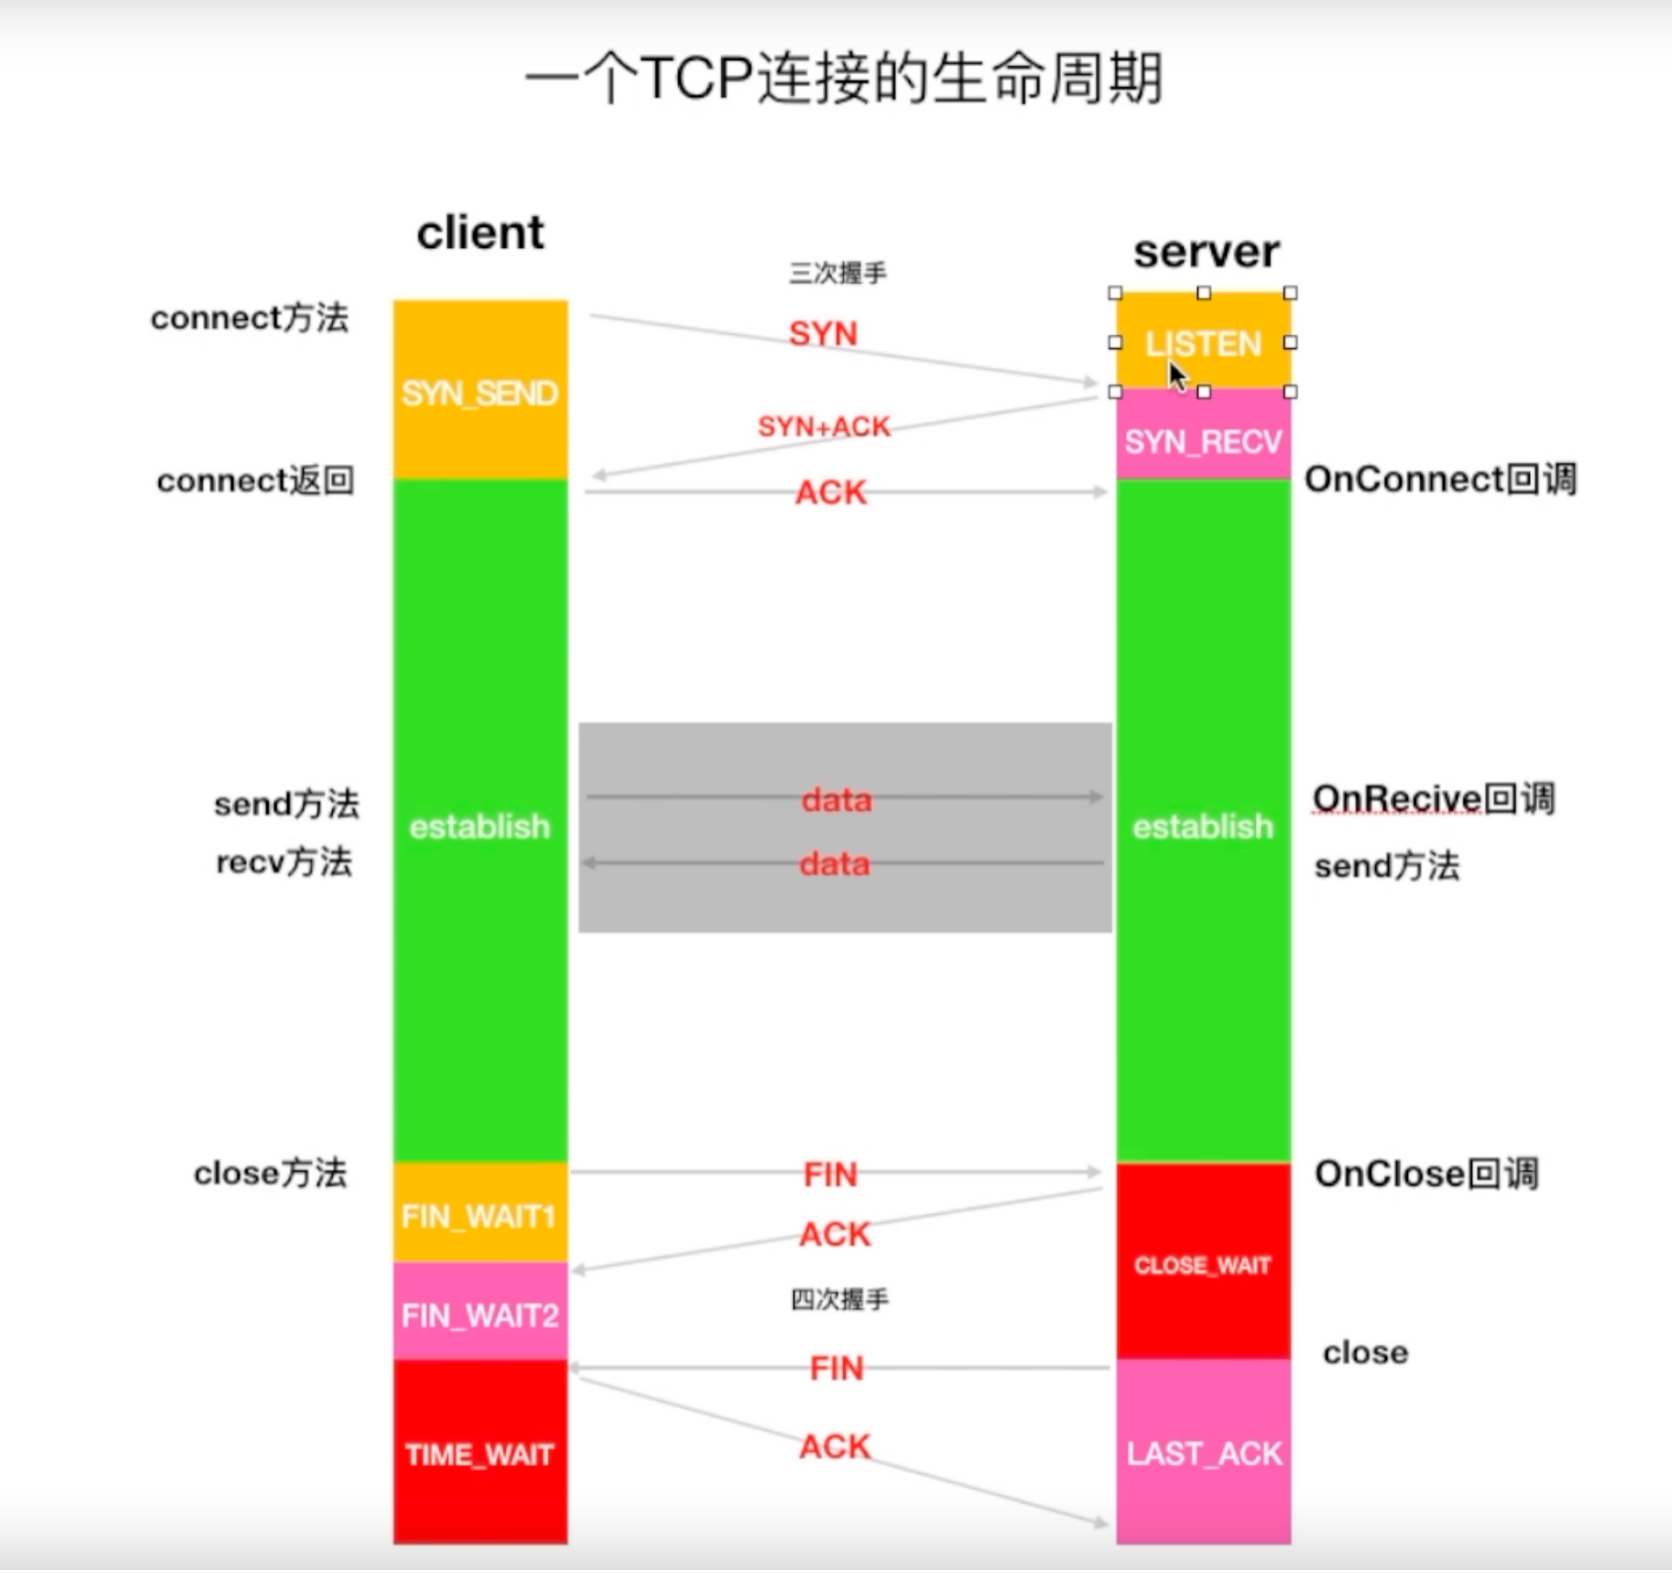 一个TCP连接的生命周期
client
server
三次握手
connect方法
SYN
LISTEN
SYN_SEND
SYN+ACK
SYN_RECV
connect返回
ACK
OnConnect回调
send方法
data
OnRecive回调
establish
establish
recv方法
data
send方法
close方法
FIN
OnClose回调
FIN_WAIT1
ACK
CLOSE_WAIT
四次握手
FIN_WAIT2
close
FIN
TIME_WAIT
ACK
LAST_ACK